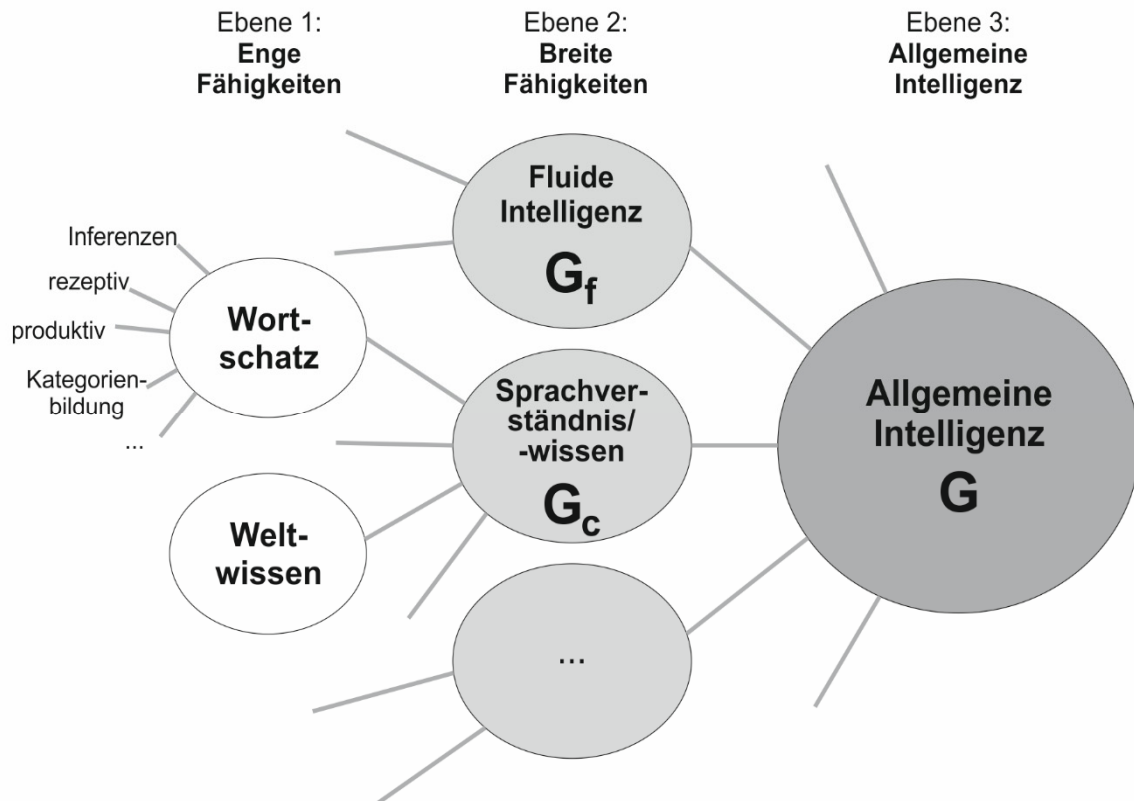 Ebene 1:
Enge
Fähigkeiten
Ebene 2:
Breite
Fähigkeiten
Ebene 3:
Allgemeine
Intelligenz
Inferenzen
rezeptiv
produktiv
Kategorien-
bildung
...
Wort-
schatz
Welt-
wissen
Fluide
Intelligenz
Gf
Sprachver-
ständnis/
-wissen
Gc
...
Allgemeine
Intelligenz
G